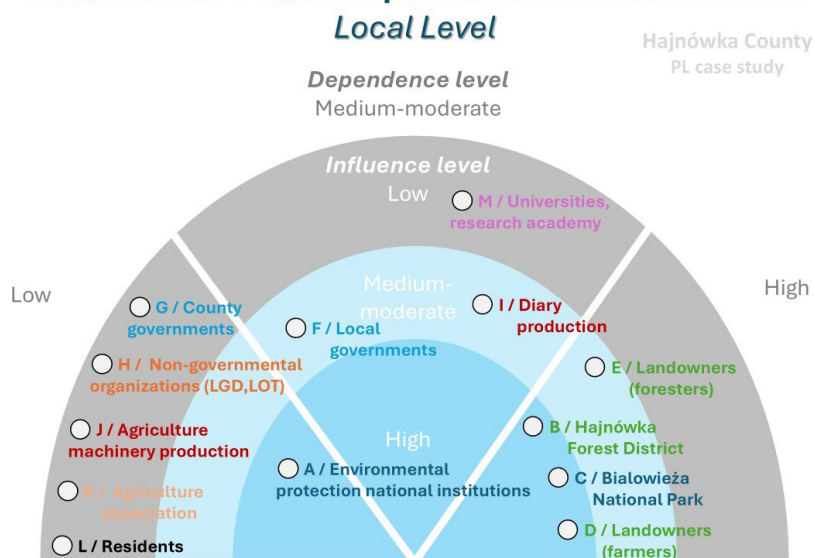 Local Level
Hajnówka County
PL case study
Dependence level
Medium-moderate
Influence level
Low
M / Universities,
research academy
Low
High
Medium-
moderate
G / County
governments
I / Diary
production
F / Local
governments
H / Non-governmental
organizations (LGD,LOT)
E / Landowners
(foresters)
J / Agriculture
machinery production
High
B / Hajnówka
Forest District
A / Environmental
protection national institutions
C / Bialowieża
National Park
K / Agriculture
association
D / Landowners
(farmers)
L / Residents